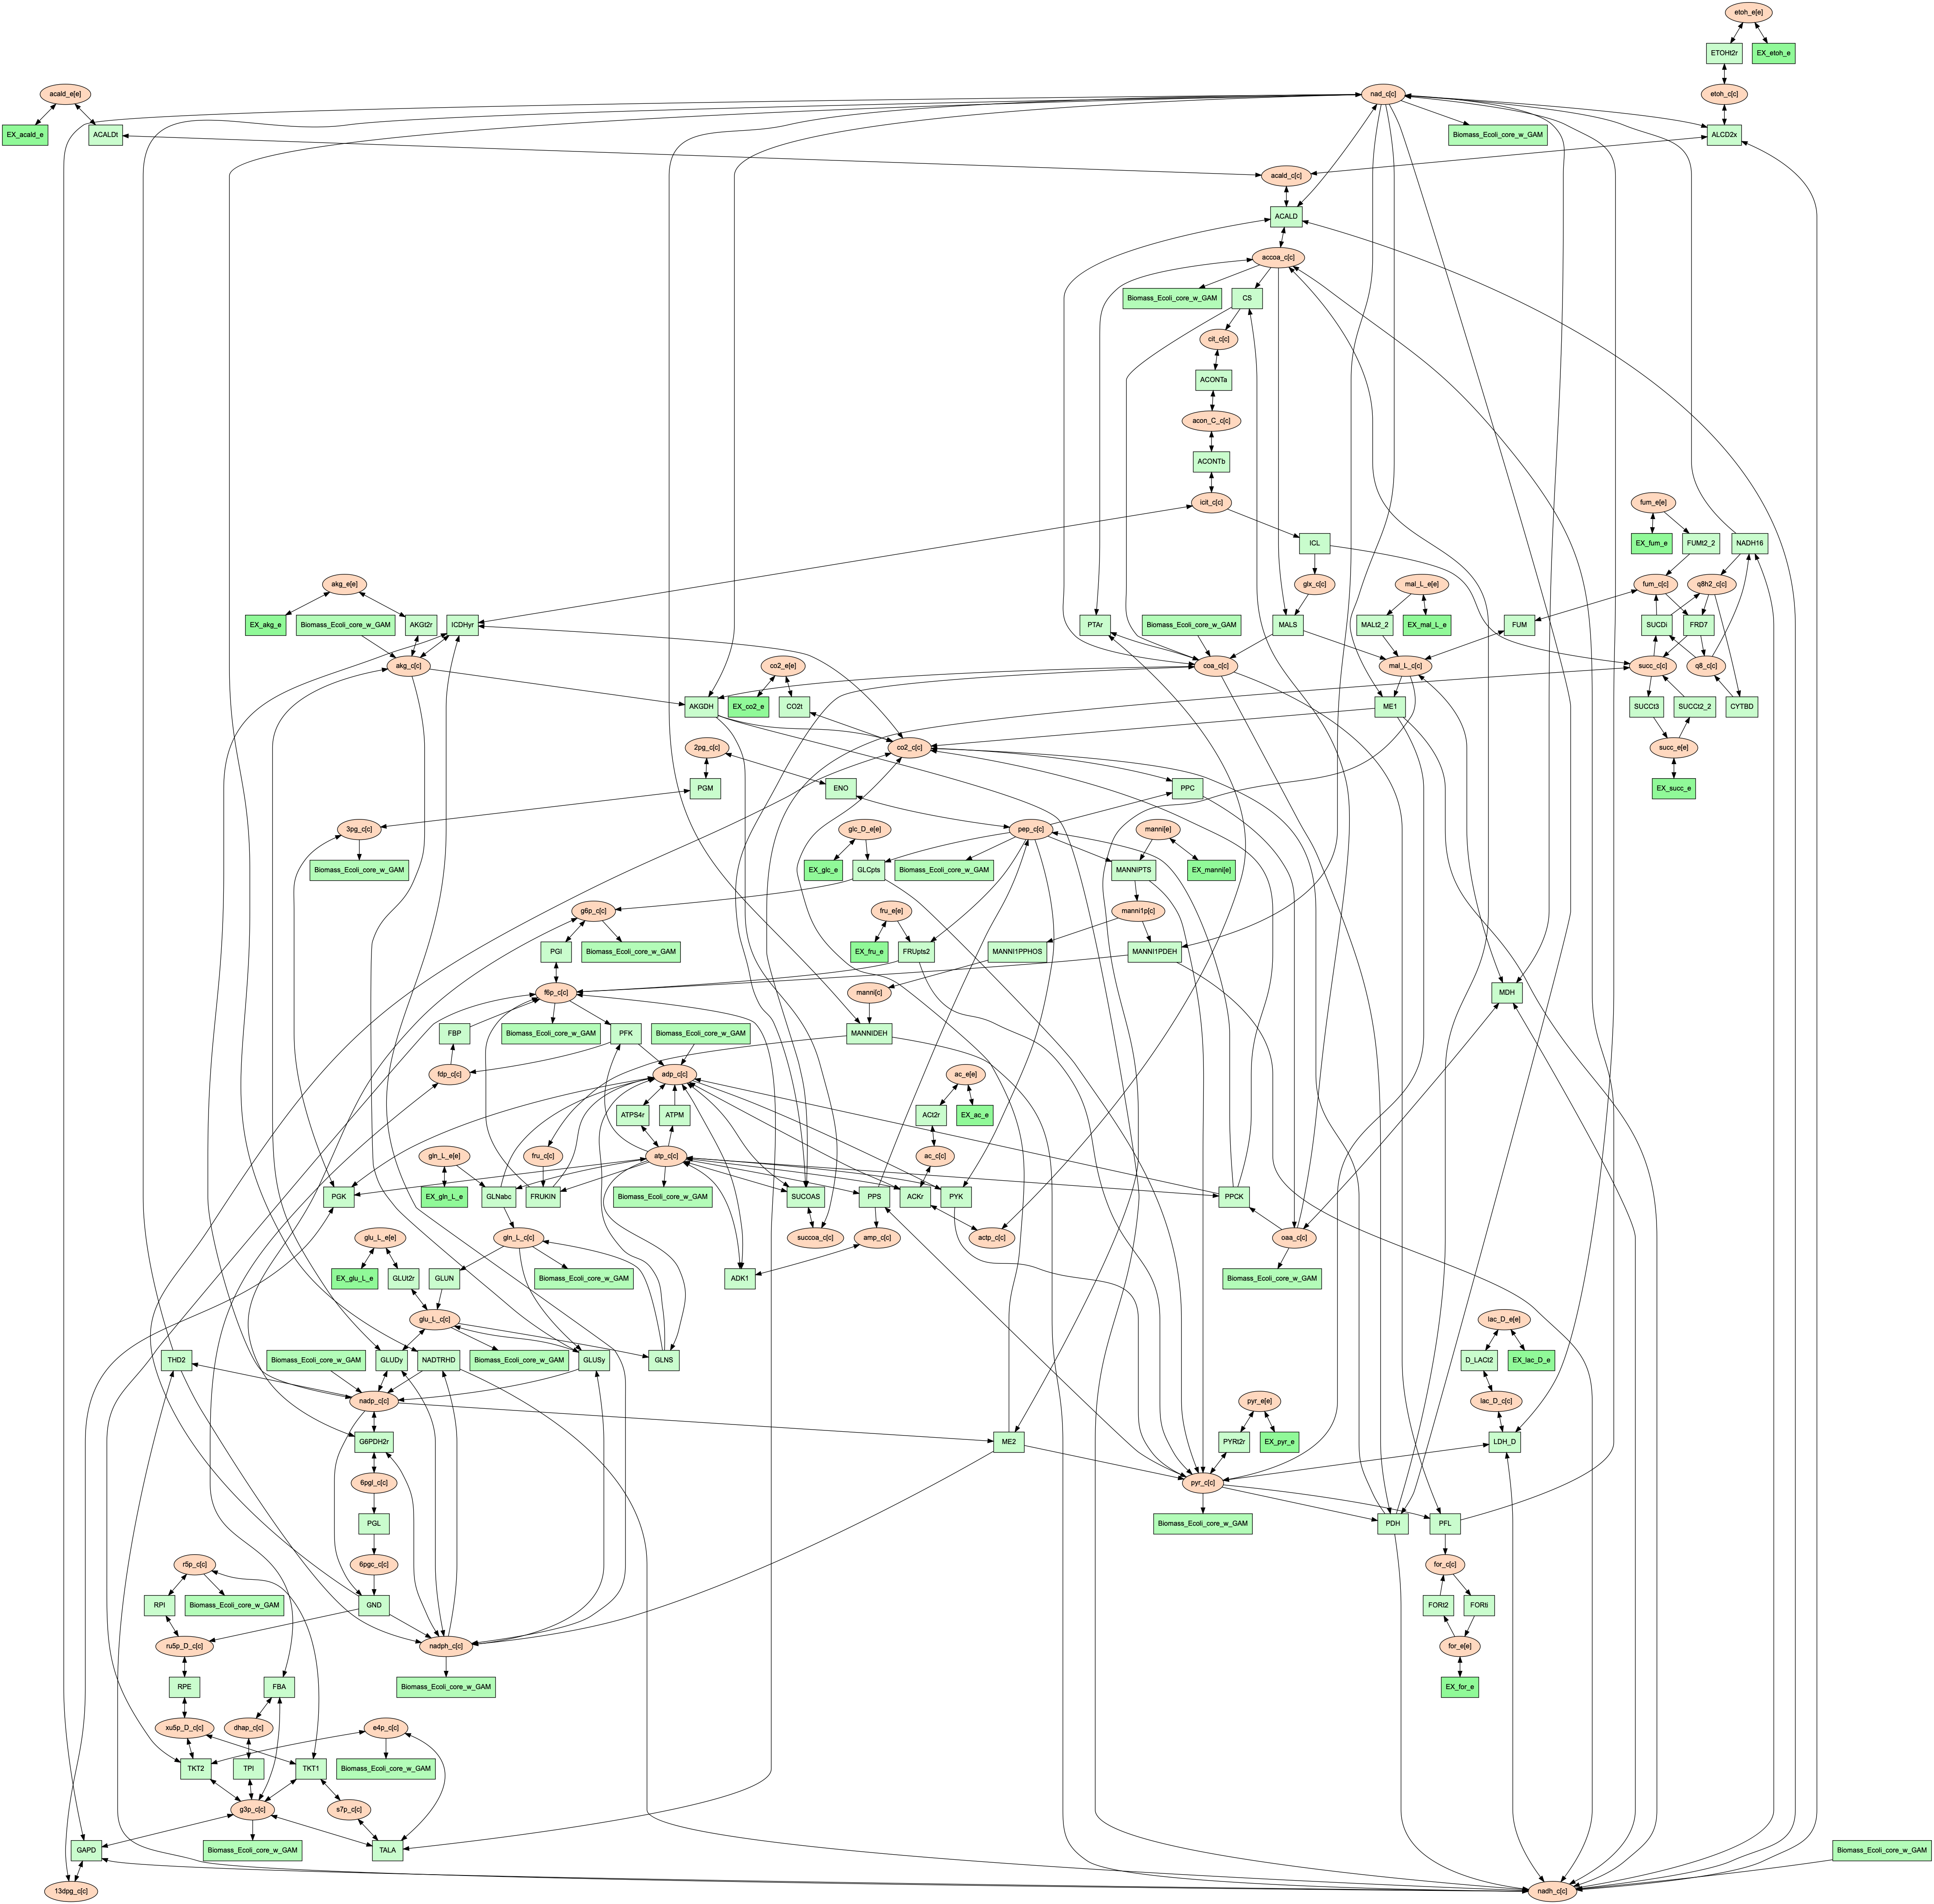 etoh_e[e]
ETOHt2r
EX_etoh_e
acald_e[e]
nad_c[c]
etoh_c[c]
EX_acald_e
ACALDt
Biomass_Ecoli_core_w_GAM
ALCD2x
acald_c[c]
ACALD
accoa_c[c]
Biomass_Ecoli_core_w_GAM
CS
cit_c[c]
ACONTa
acon_C_c[c]
ACONTb
icit_c[c]
fum_e[e]
ICL
EX_fum_e
FUMt2_2
NADH16
akg_e[e]
glx_c[c]
mal_L_e[e]
fum_c[c]
q8h2_c[c]
EX_akg_e
Biomass_Ecoli_core_w_GAM
AKGt2r
ICDHyr
PTAr
Biomass_Ecoli_core_w_GAM
MALS
MALt2_2
EX_mal_L_e
FUM
SUCDi
FRD7
akg_c[c]
co2_e[e]
coa_c[c]
mal_L_c[c]
succ_c[c]
q8_c[c]
AKGDH
EX_co2_e
CO2t
ME1
SUCCt3
SUCCt2_2
CYTBD
2pg_c[c]
co2_c[c]
succ_e[e]
PGM
ENO
PPC
EX_succ_e
3pg_c[c]
glc_D_e[e]
pep_c[c]
manni[e]
Biomass_Ecoli_core_w_GAM
EX_glc_e
GLCpts
Biomass_Ecoli_core_w_GAM
MANNIPTS
EX_manni[e]
g6p_c[c]
fru_e[e]
manni1p[c]
PGI
Biomass_Ecoli_core_w_GAM
EX_fru_e
FRUpts2
MANNI1PPHOS
MANNI1PDEH
f6p_c[c]
manni[c]
MDH
FBP
Biomass_Ecoli_core_w_GAM
PFK
Biomass_Ecoli_core_w_GAM
MANNIDEH
fdp_c[c]
adp_c[c]
ac_e[e]
ATPS4r
ATPM
ACt2r
EX_ac_e
gln_L_e[e]
fru_c[c]
atp_c[c]
ac_c[c]
PGK
EX_gln_L_e
GLNabc
FRUKIN
Biomass_Ecoli_core_w_GAM
SUCOAS
PPS
ACKr
PYK
PPCK
glu_L_e[e]
gln_L_c[c]
succoa_c[c]
amp_c[c]
actp_c[c]
oaa_c[c]
EX_glu_L_e
GLUt2r
GLUN
Biomass_Ecoli_core_w_GAM
ADK1
Biomass_Ecoli_core_w_GAM
glu_L_c[c]
lac_D_e[e]
THD2
Biomass_Ecoli_core_w_GAM
GLUDy
NADTRHD
Biomass_Ecoli_core_w_GAM
GLUSy
GLNS
D_LACt2
EX_lac_D_e
nadp_c[c]
pyr_e[e]
lac_D_c[c]
G6PDH2r
ME2
PYRt2r
EX_pyr_e
LDH_D
6pgl_c[c]
pyr_c[c]
PGL
Biomass_Ecoli_core_w_GAM
PDH
PFL
r5p_c[c]
6pgc_c[c]
for_c[c]
RPI
Biomass_Ecoli_core_w_GAM
GND
FORt2
FORti
ru5p_D_c[c]
nadph_c[c]
for_e[e]
RPE
FBA
Biomass_Ecoli_core_w_GAM
EX_for_e
xu5p_D_c[c]
dhap_c[c]
e4p_c[c]
TKT2
TPI
TKT1
Biomass_Ecoli_core_w_GAM
g3p_c[c]
s7p_c[c]
GAPD
Biomass_Ecoli_core_w_GAM
TALA
Biomass_Ecoli_core_w_GAM
13dpg_c[c]
nadh_c[c]